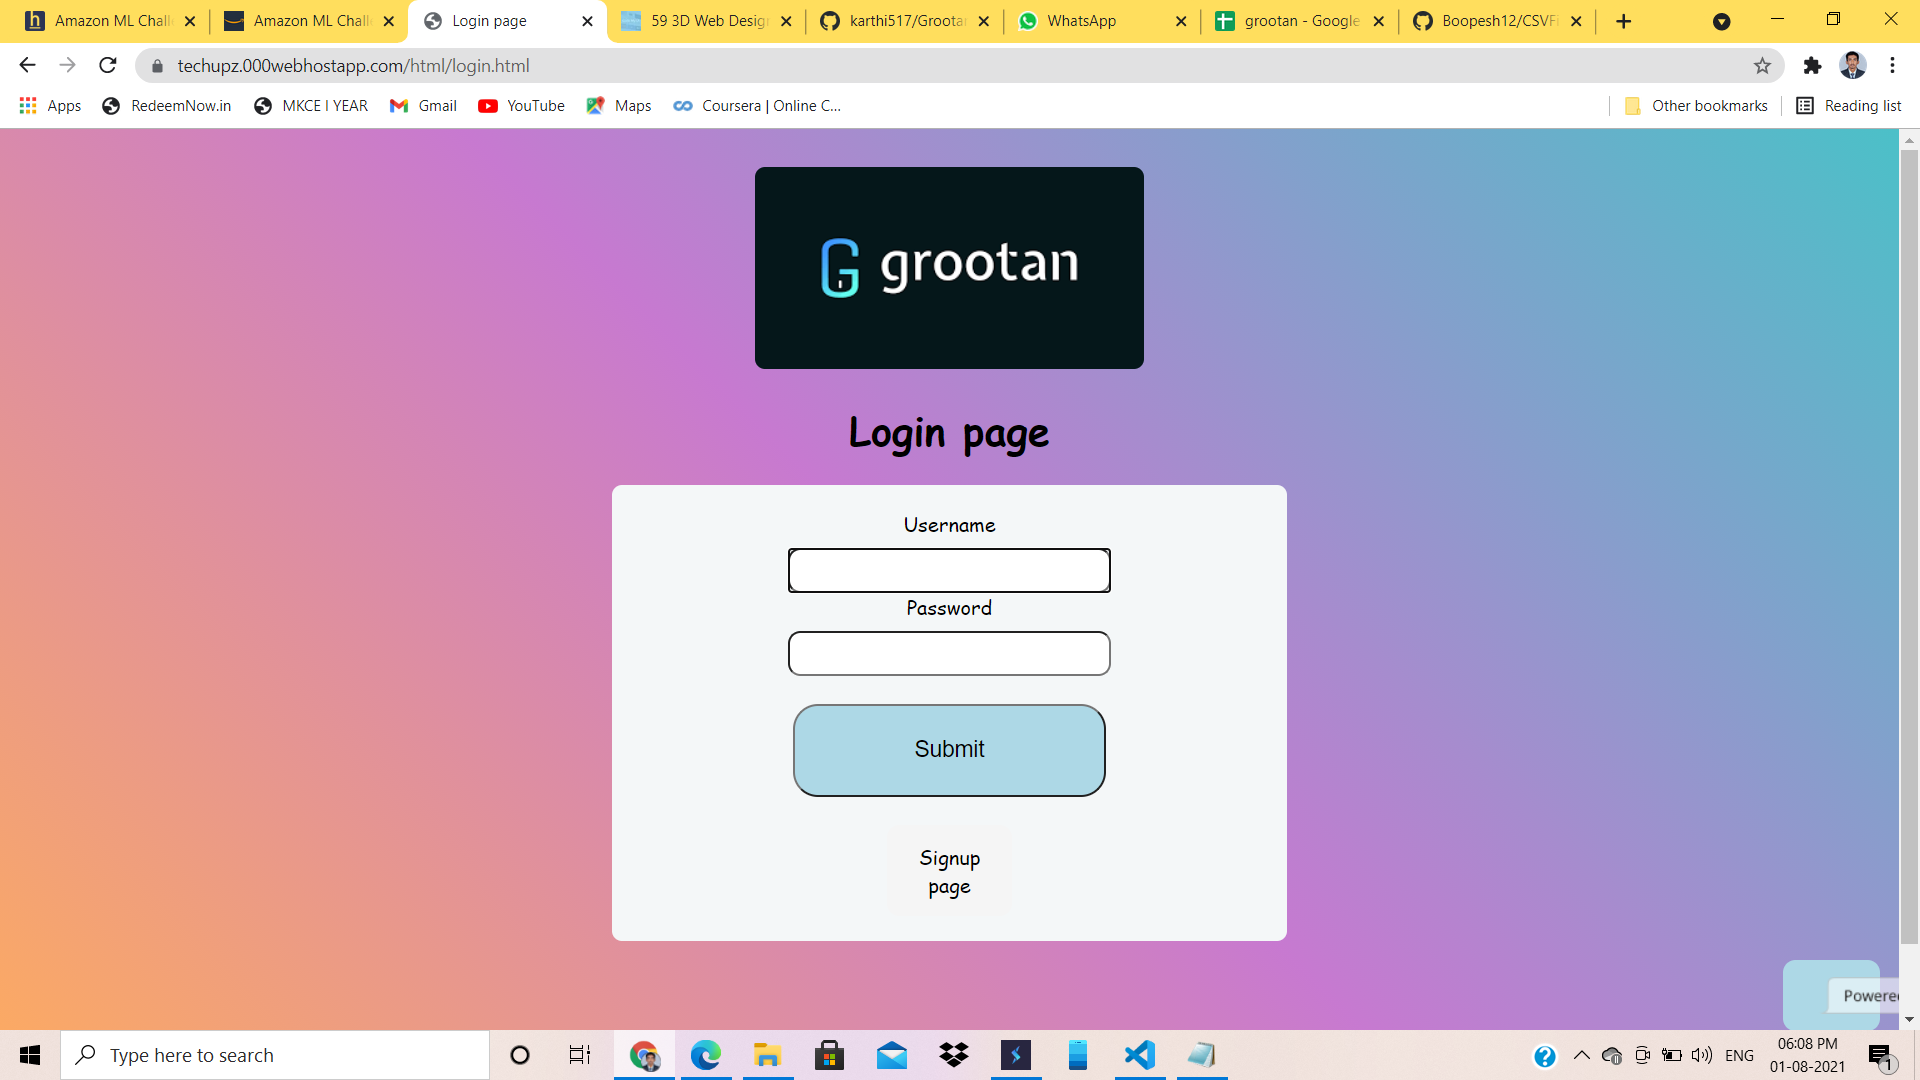 Amazon ML Chall
Amazon ML Chall
Login page
59 3D Web Desig
karthi517/Groota
WhatsApp
grootan - Google
Boopesh12/CSVFi
techupz.000webhostapp.com/html/login.html
Apps
RedeemNow.in
MKCE I YEAR
Gmail
YouTube
Maps
Coursera | Online C...
Other bookmarks
Reading list
grootan
Login page
Username
Password
Submit
Signup
page
Powered
Type here to search
ENG
06:08 PM
01-08-2021
1